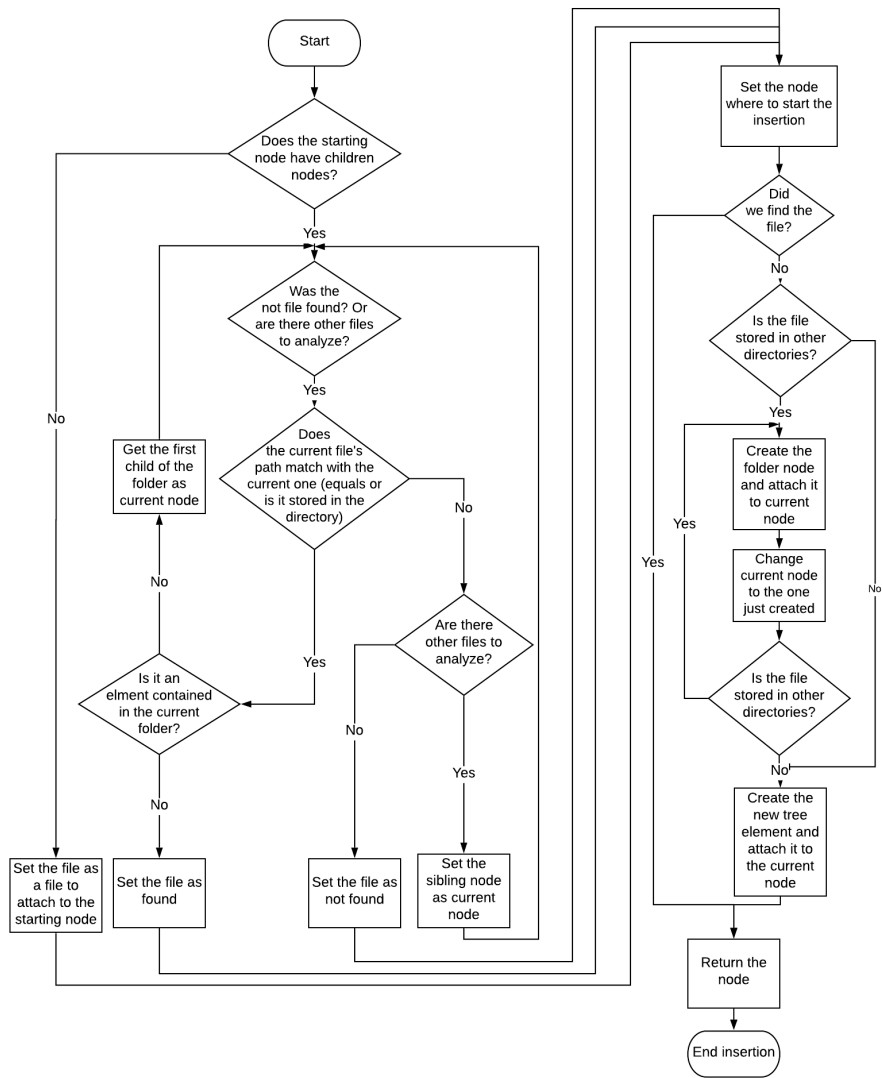 Start
Does the
starting
node have children
nodes?
Yes
No
Was the
not file found? Or
are there other files
to analyze?
Yes
Does
the current file's
path match with the
current one (equals or
is it stored in the
directory)
No
Yes
Get the first
child of the
folder as
current node
No
Is it an
elment contained
in the current
folder?
No
Are there
other files to
analyze?
No
Yes
Set the file as
a file to
attach to the
starting node
Set the file as
found
Set the file as
not found
Set the
sibling node
as current
node
Set the node
where to start the
insertion
Did
we find the
file?
No
Yes
Is the file
stored in other
directories?
Yes
No
Create the
folder node
and attach it
to current
node
Change
current node
to the one
just created
Yes
Is the file
stored in other
directories?
No
Create the
new tree
element and
attach it to
the current
node
Return the
node
End insertion